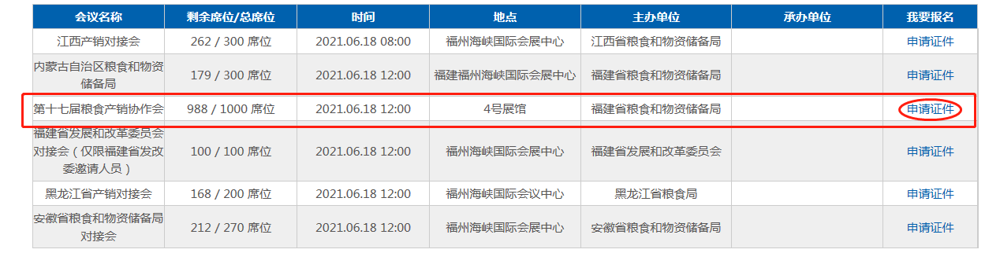 会议名称 剩余席位/总席位 时间 地点 主办单位 承办单位 我要报名
江西产销对接会 262 / 300 席位 2021.06.18 08:00 福州海峡国际会展中心 江西省粮食和物资储备局 申请证件
内蒙古自治区粮食和物资
储备局 179 / 300 席位 2021.06.18 12:00 福建福州海峡国际会展中心 福建省粮食和物资储备局 申请证件
第十七届粮食产销协作会 988 / 1000 席位 2021.06.18 12:00 4号展馆 福建省粮食和物资储备局 申请证件
福建省发展和改革委员会
对接会（仅限福建省发改
委邀请人员） 100 / 100 席位 2021.06.18 12:00 福州海峡国际会展中心 福建省发展和改革委员会 申请证件
黑龙江省产销对接会 168 / 200 席位 2021.06.18 12:00 福州海峡国际会议中心 黑龙江省粮食局 申请证件
安徽省粮食和物资储备局
对接会 212 / 270 席位 2021.06.18 12:00 福州海峡国际会展中心 安徽省粮食和物资储备局 申请证件